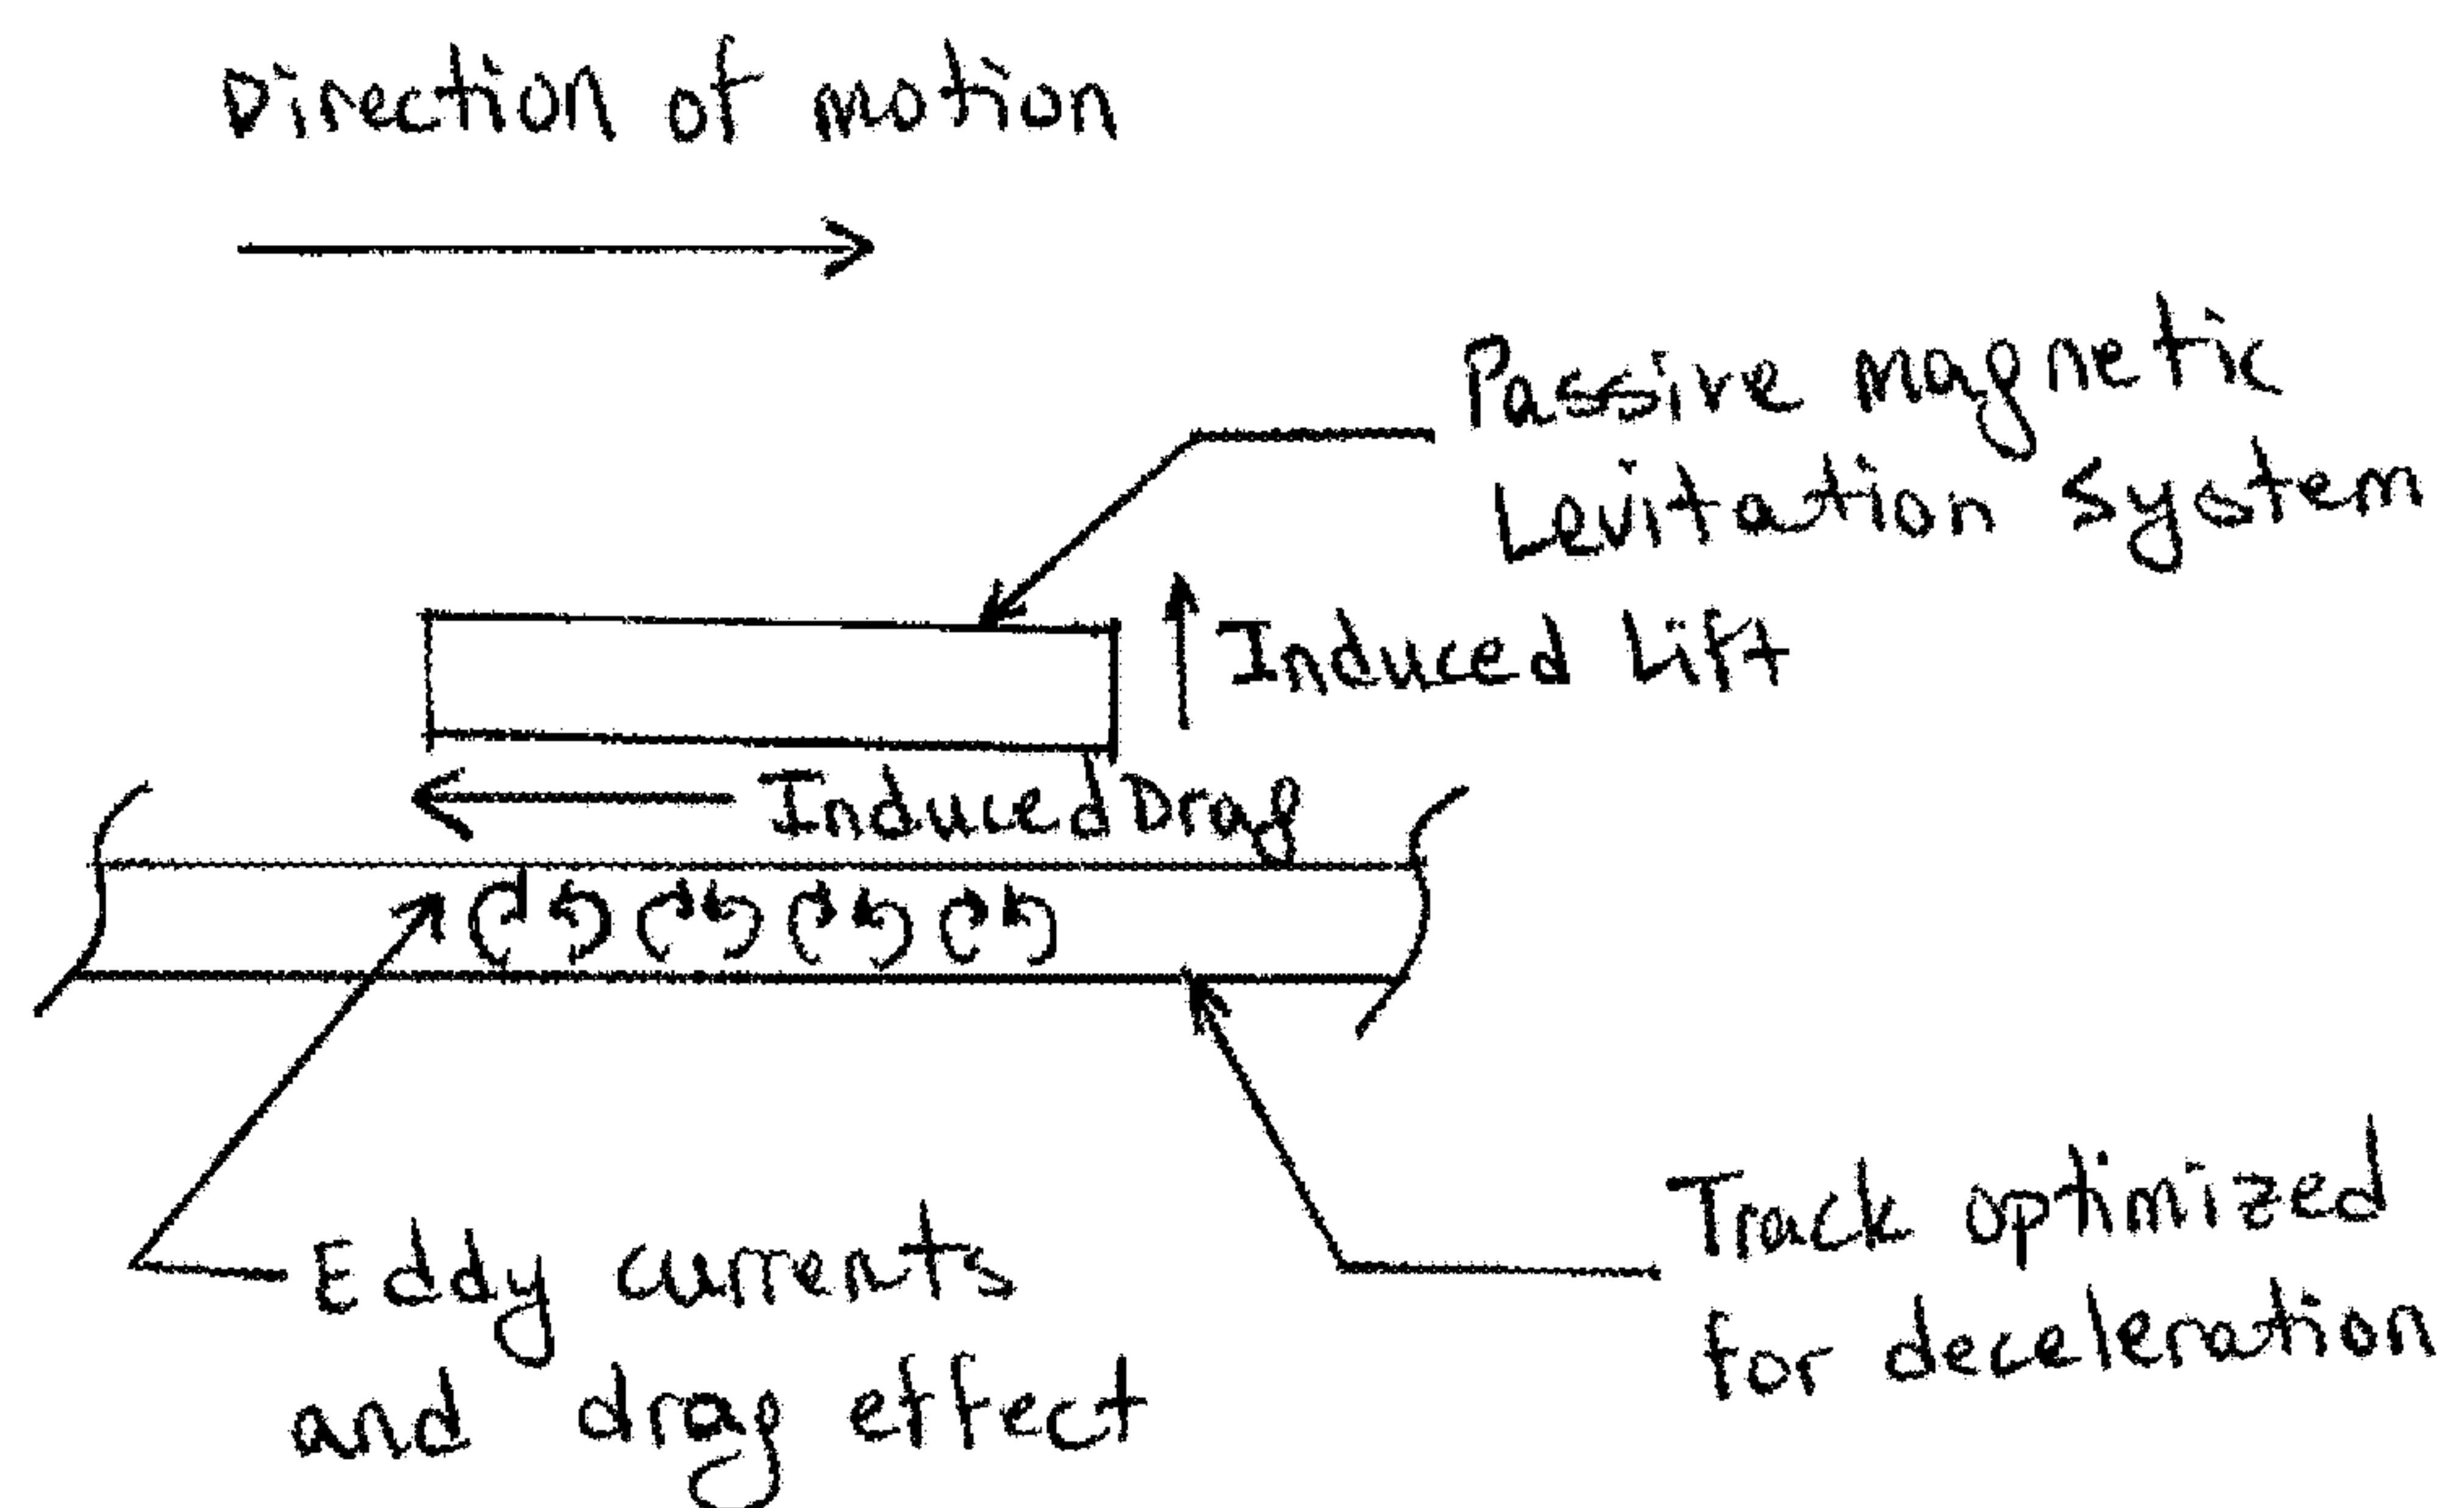 Direction of motion
Passive magnetic
Levitation system
Induced Lift
Induced Drag
Eddy currents
and drag effect
Track optimized
for deceleration